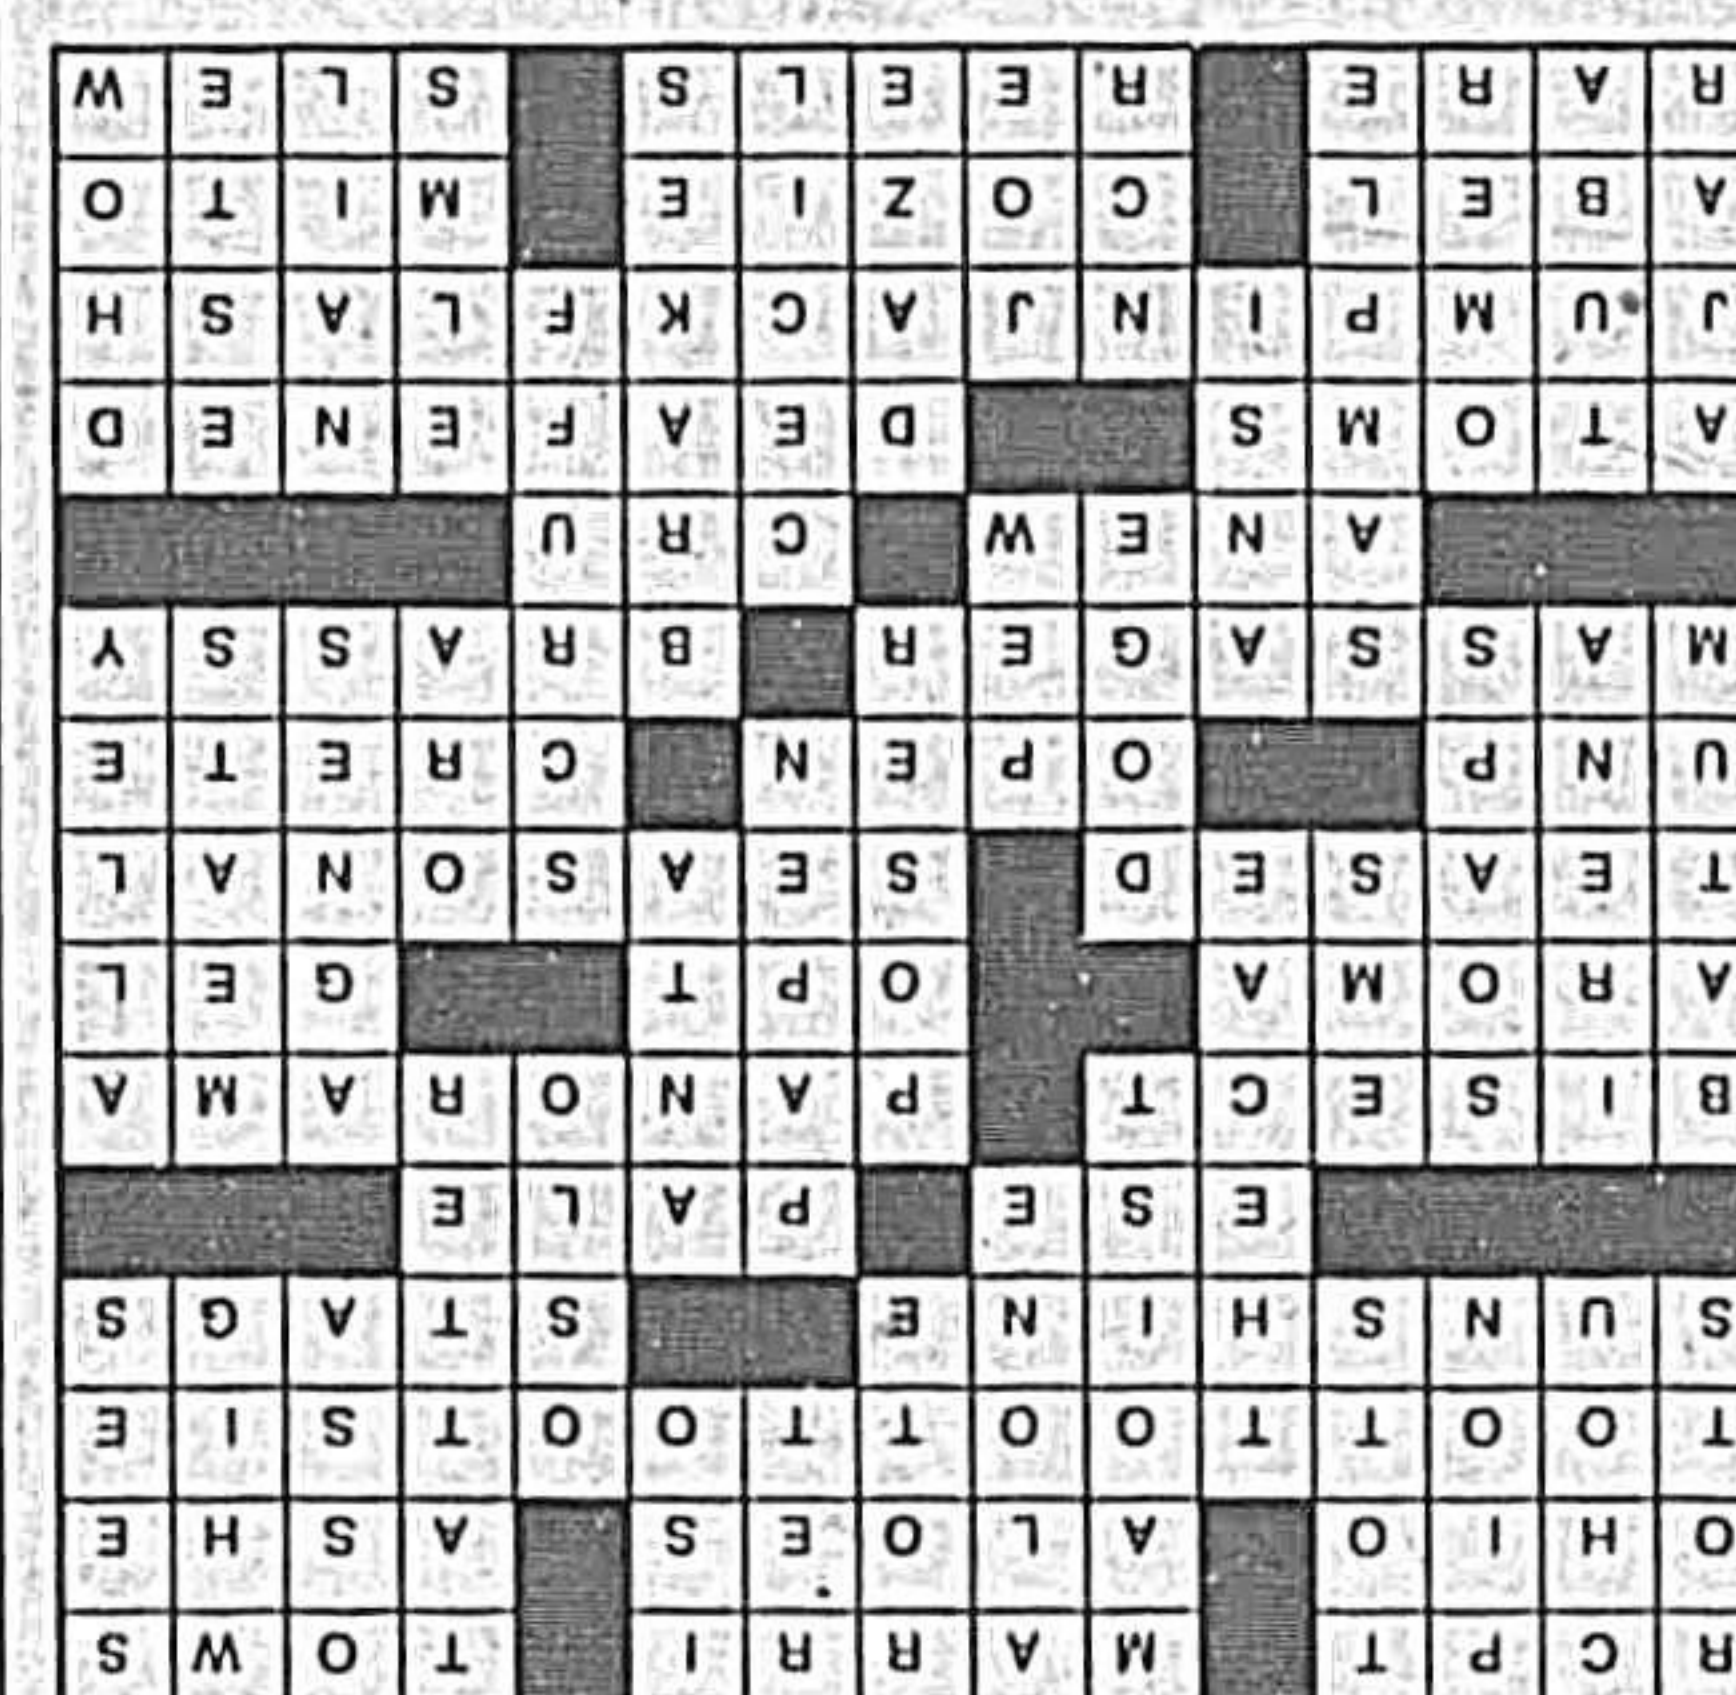 RCPT MARRI TOWS
OHIO ALOES ASHE
TOOTTOOTTOOTSIE
SUNSHINE STAGS
ESE PALE
BISECT PANORAMA
AROMA OPT GEL
TEASED SEASONAL
UNP OPEN CRETE
MASSAGER BRASSY
ANEW CRU
ATOMS DEAFENED
JUMPINJACKFLASH
ABEL COZIE MITO
RARE REELS SLEW